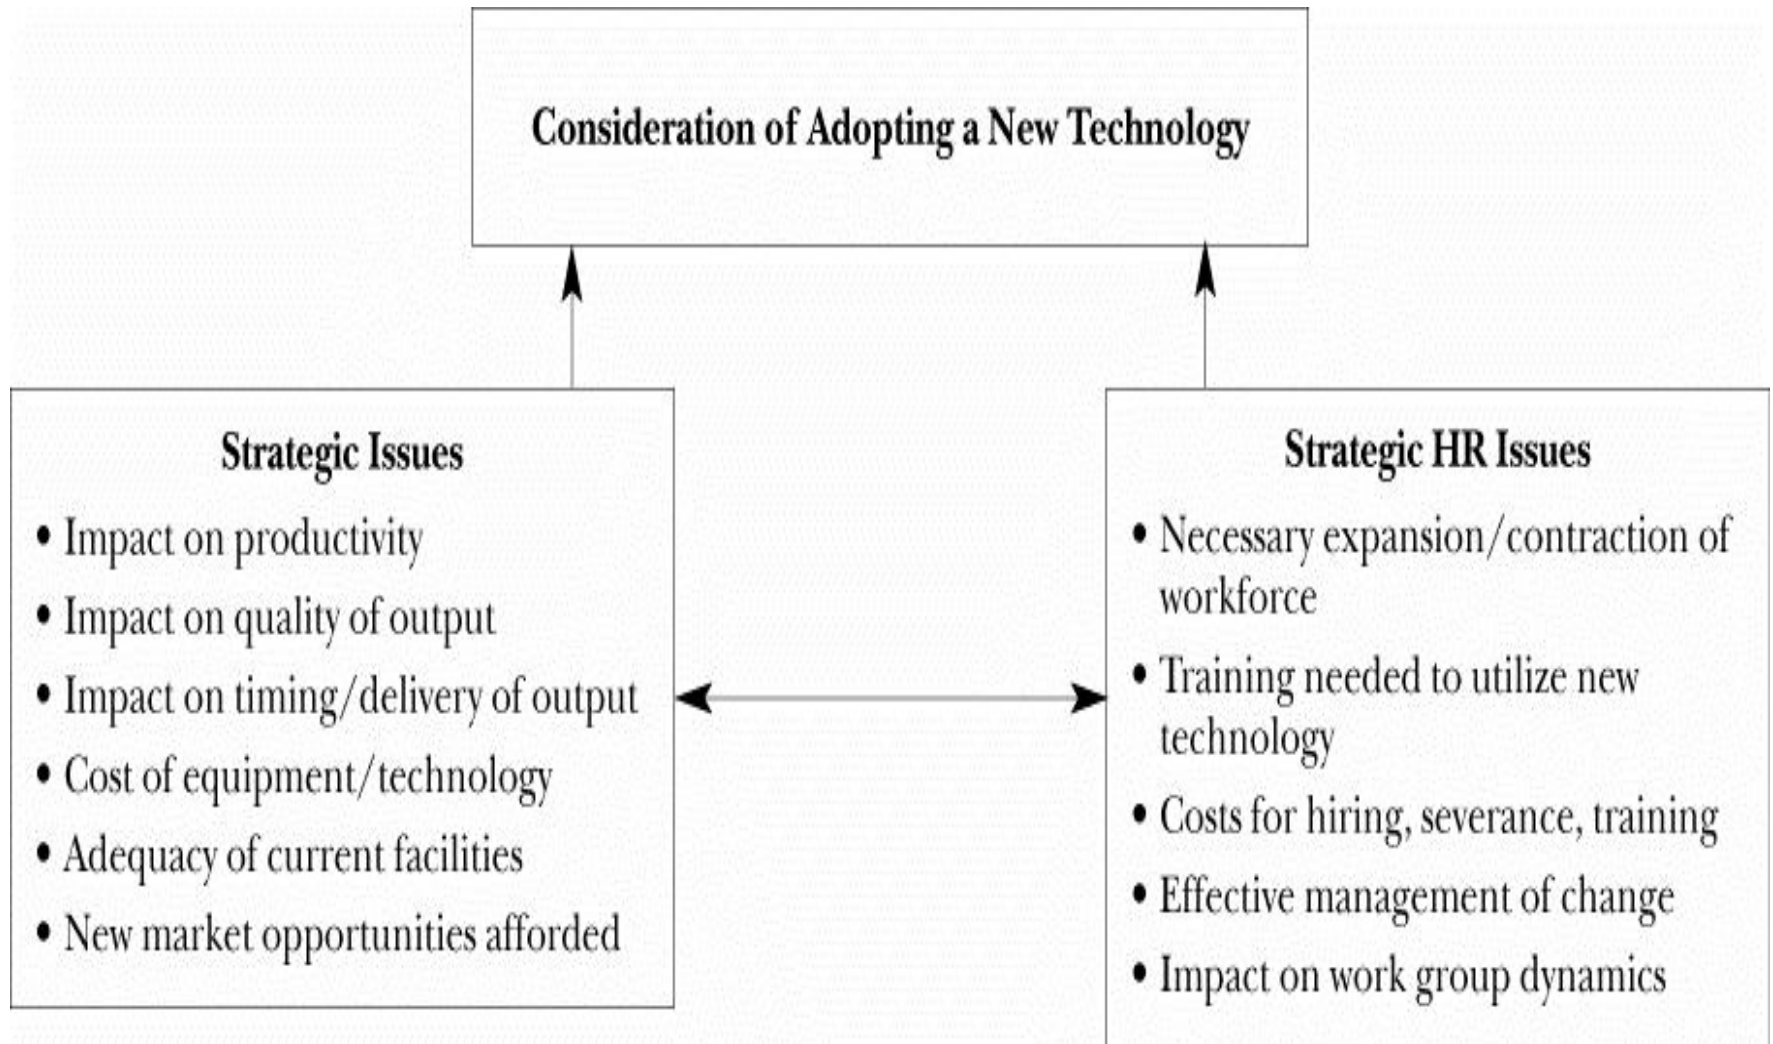 Consideration of Adopting a New Technology
Strategic Issues
• Impact on productivity
• Impact on quality of output
• Impact on timing/delivery of output
• Cost of equipment/technology
• Adequacy of current facilities
• New market opportunities afforded
Strategic HR Issues
• Necessary expansion/contraction of
workforce
• Training needed to utilize new
technology
• Costs for hiring, severance, training
• Effective management of change
• Impact on work group dynamics